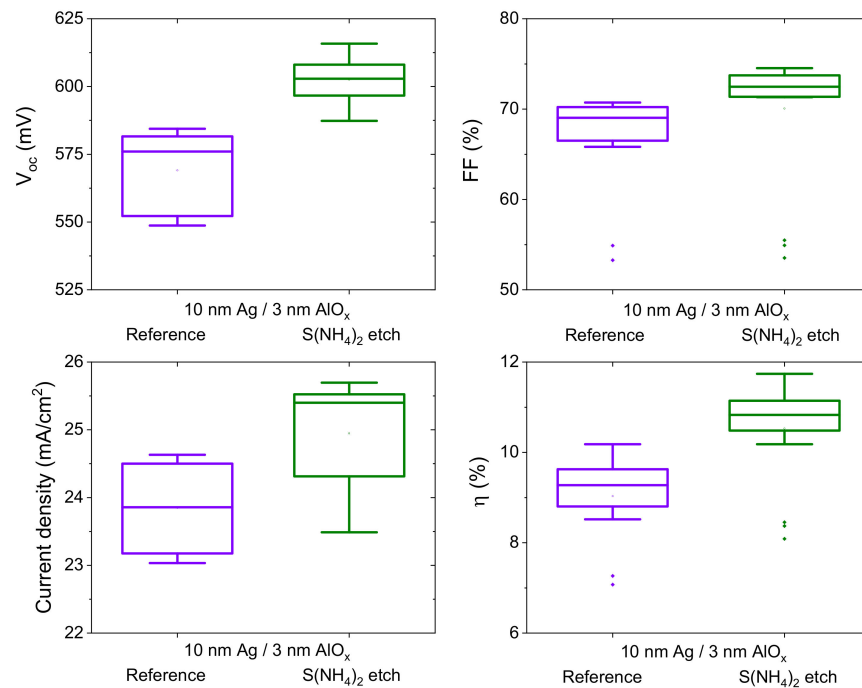 625
600
575
550
525
V_oc (mV)
10 nm Ag / 3 nm AlO_x
Reference S(NH_4)_2 etch
80
70
60
50
FF (%)
10 nm Ag / 3 nm AlO_x
Reference S(NH_4)_2 etch
26
25
24
23
22
Current density (mA/cm^2)
10 nm Ag / 3 nm AlO_x
Reference S(NH_4)_2 etch
12
10
8
6
η (%)
10 nm Ag / 3 nm AlO_x
Reference S(NH_4)_2 etch